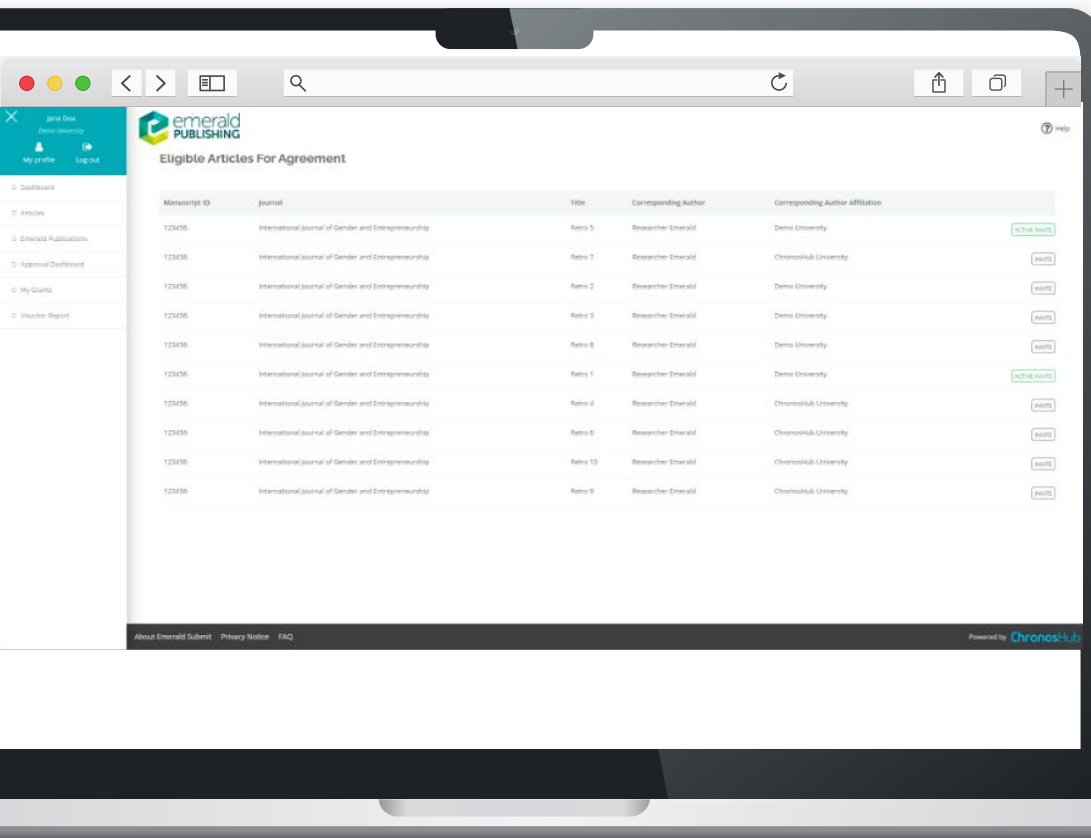 Jane Doe
Demo University
My profile Log out
Dashboard
Articles
Emerald Publications
Approval Dashboard
My Grants
Voucher Report
emerald
PUBLISHING
Help
Eligible Articles For Agreement
Manuscript ID Journal Title Corresponding Author Corresponding Author Affiliation
123456 International Journal of Gender and Entrepreneurship Retro 5 Researcher Emerald Demo University ACTIVE INVITE
123456 International Journal of Gender and Entrepreneurship Retro 7 Researcher Emerald ChronosHub University INVITE
123456 International Journal of Gender and Entrepreneurship Retro 2 Researcher Emerald Demo University INVITE
123456 International Journal of Gender and Entrepreneurship Retro 3 Researcher Emerald Demo University INVITE
123456 International Journal of Gender and Entrepreneurship Retro 8 Researcher Emerald Demo University INVITE
123456 International Journal of Gender and Entrepreneurship Retro 1 Researcher Emerald Demo University ACTIVE INVITE
123456 International Journal of Gender and Entrepreneurship Retro 4 Researcher Emerald ChronosHub University INVITE
123456 International Journal of Gender and Entrepreneurship Retro 6 Researcher Emerald ChronosHub University INVITE
123456 International Journal of Gender and Entrepreneurship Retro 10 Researcher Emerald ChronosHub University INVITE
123456 International Journal of Gender and Entrepreneurship Retro 9 Researcher Emerald ChronosHub University INVITE
About Emerald Submit Privacy Notice FAQ Powered by ChronosHub